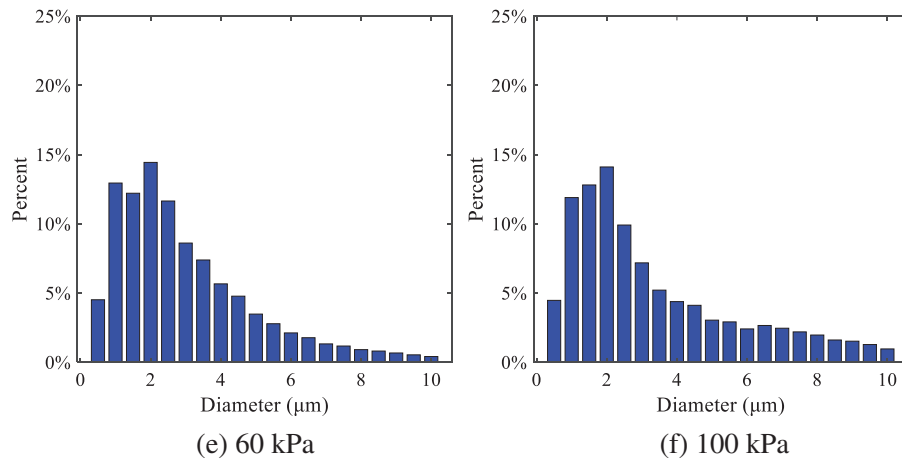 25%
20%
15%
10%
5%
0%
Percent
0 2 4 6 8 10
Diameter (μm)
(e) 60 kPa
25%
20%
15%
10%
5%
0%
Percent
0 2 4 6 8 10
Diameter (μm)
(f) 100 kPa